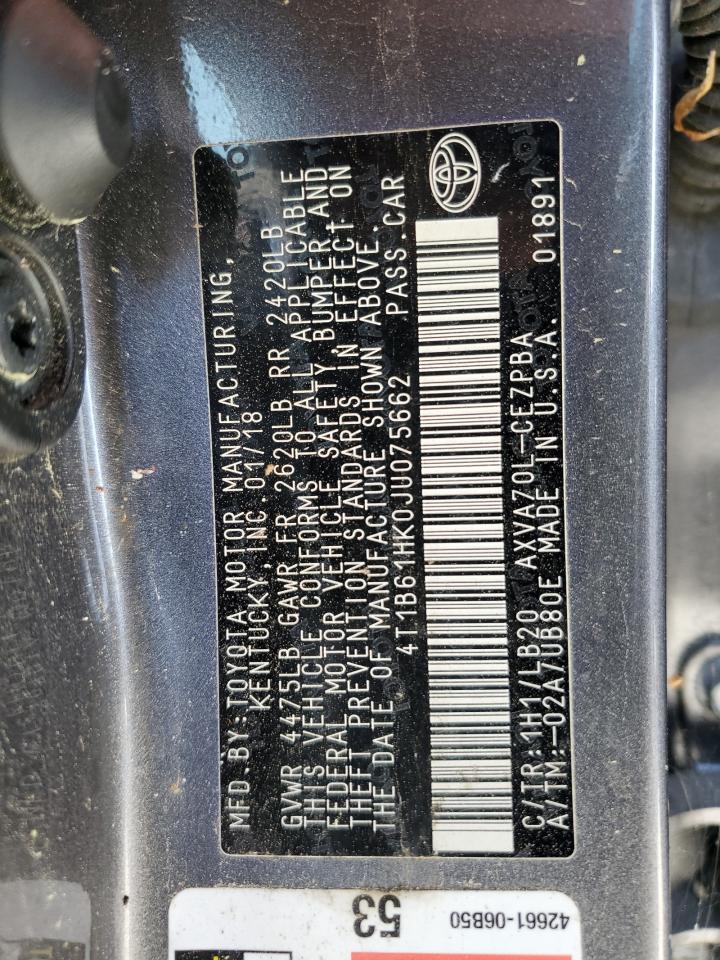 MFD.BY:TOYOTA MOTOR MANUFACTURING,
KENTUCKY INC. 01/18
GVWR 4475LB GAWR FR 2620LB RR 2420LB
THIS VEHICLE CONFORMS TO ALL APPLICABLE
FEDERAL MOTOR VEHICLE SAFETY, BUMPER,AND
THEFT PREVENTION STANDARDS IN EFFECT ON
THE DATE OF MANUFACTURE SHOWN ABOVE.
4T1B61HK0JU075662 PASS.CAR
C/TR:1H1/LB20 AXVA70L-CEZPBA
A/TM:-02A/UB80E MADE IN U.S.A. 01891
53
42661-06B50